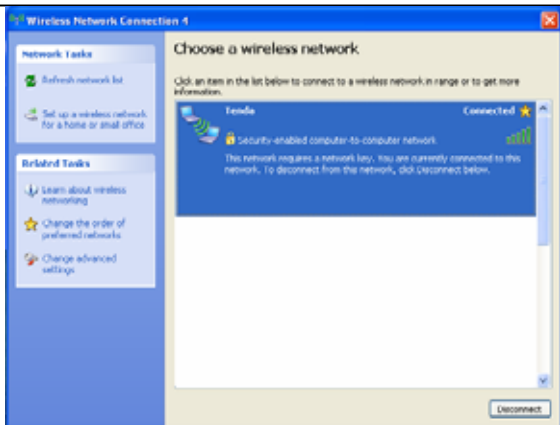 Wireless Network Connection 4
Network Tasks
Refresh network list
Set up a wireless network
for a home or small office
Related Tasks
Learn about wireless
networking
Change the order of
preferred networks
Change advanced
settings
Choose a wireless network
Click an item in the list below to connect to a wireless network in range or to get more
information.
Tenda Connected
Security-enabled computer-to-computer network
This network requires a network key. You are currently connected to this
network. To disconnect from this network, click Disconnect below.
Disconnect